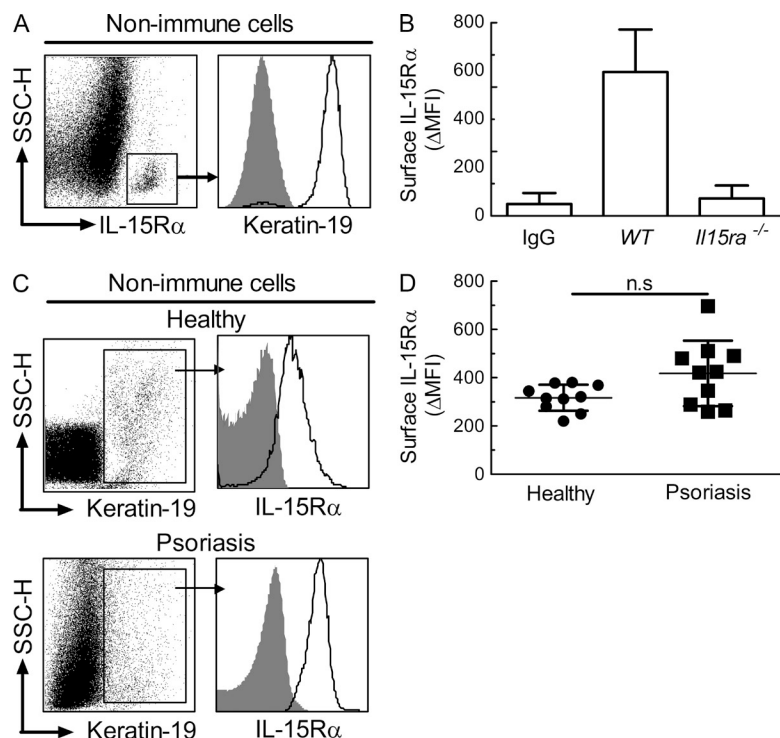 A
Non-immune cells
SSC-H
IL-15Rα
Keratin-19
B
Surface IL-15Rα
(ΔMFI)
800
600
400
200
0
IgG
WT
Il15ra -/-
C
Non-immune cells
Healthy
SSC-H
Keratin-19
IL-15Rα
Psoriasis
SSC-H
Keratin-19
IL-15Rα
D
Surface IL-15Rα
(ΔMFI)
800
600
400
200
0
n.s
Healthy
Psoriasis